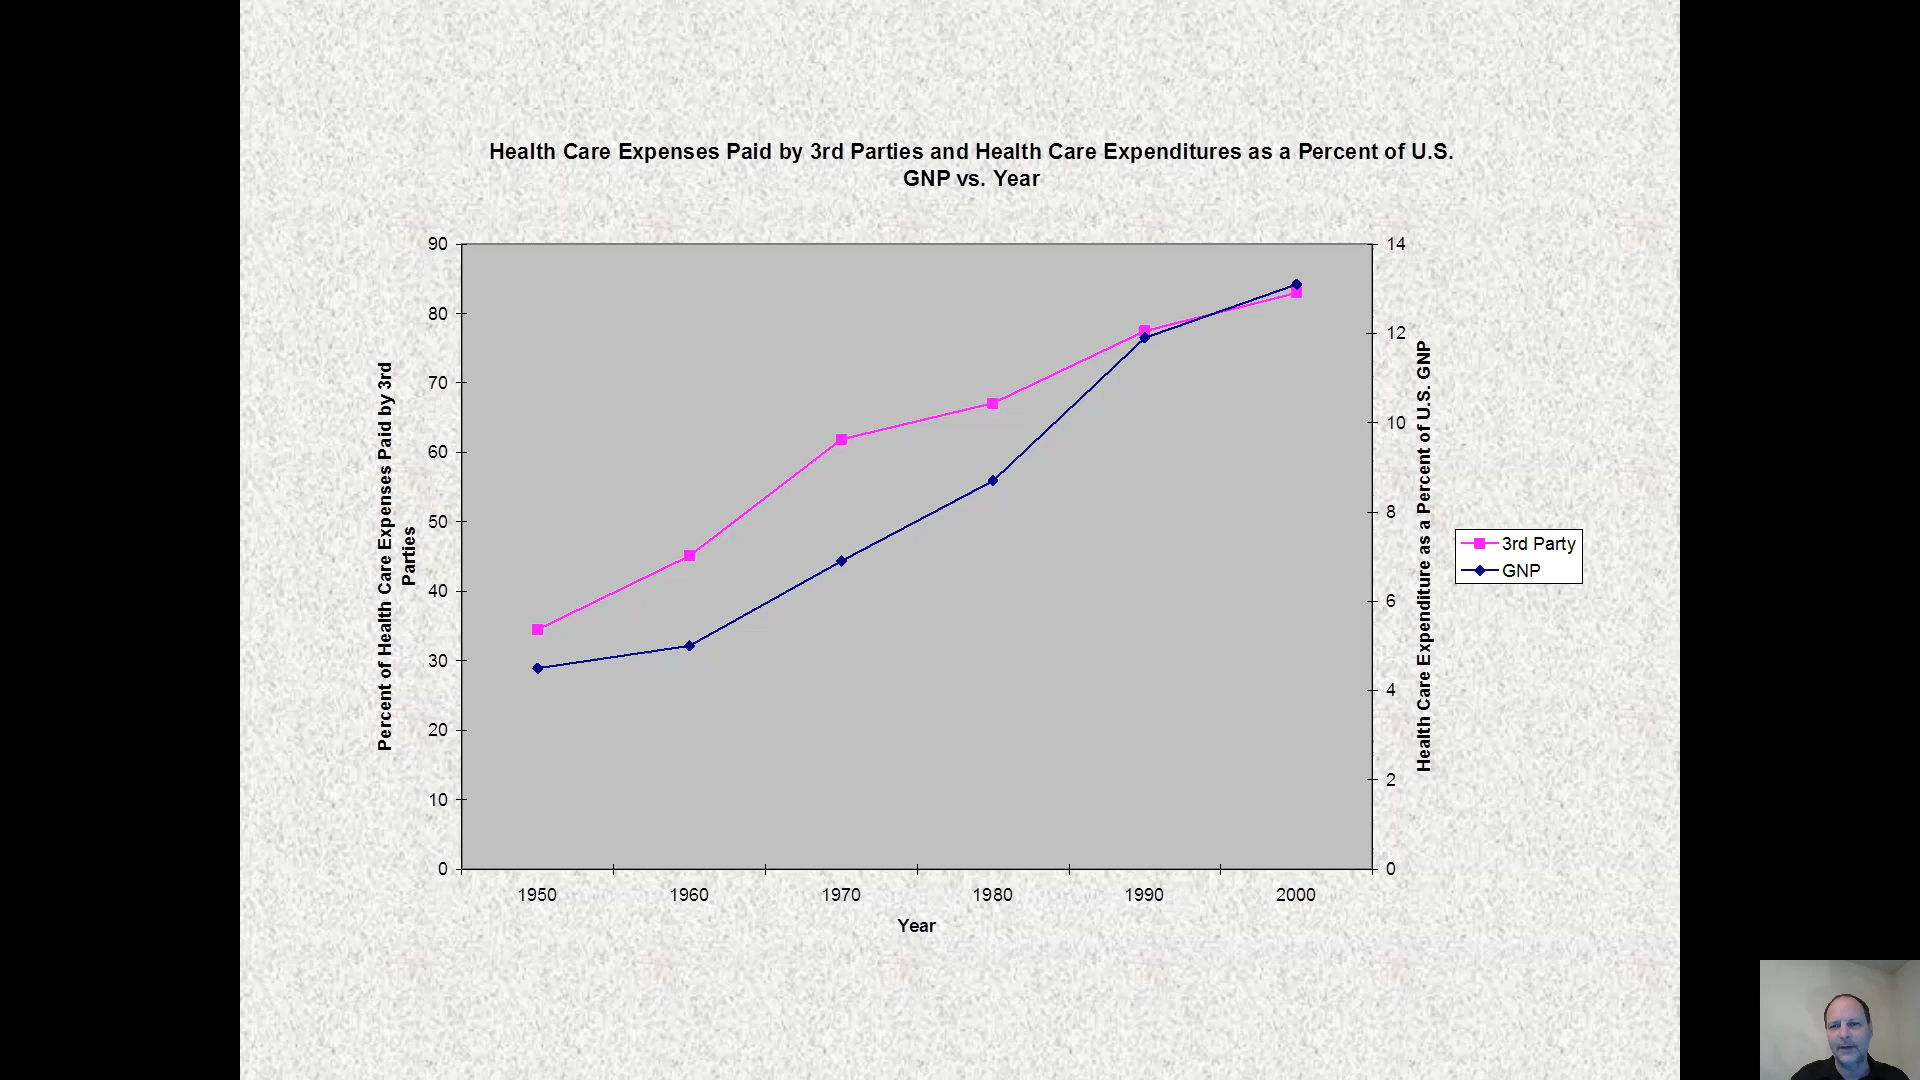 Health Care Expenses Paid by 3rd Parties and Health Care Expenditures as a Percent of U.S.
GNP vs. Year
Percent of Health Care Expenses Paid by 3rd
Parties
90
80
70
60
50
40
30
20
10
0
14
12
10
8
6
4
2
0
Health Care Expenditure as a Percent of U.S. GNP
3rd Party
GNP
1950 1960 1970 1980 1990 2000
Year